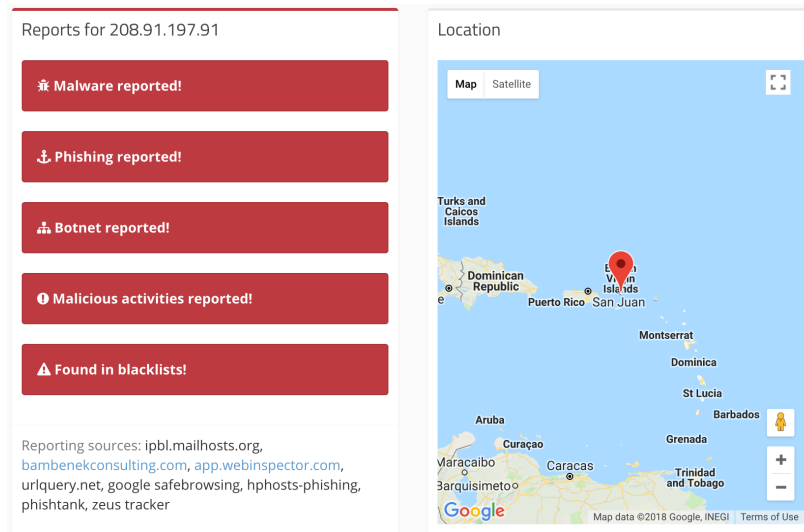 Reports for 208.91.197.91
Malware reported!
Phishing reported!
Botnet reported!
Malicious activities reported!
Found in blacklists!
Reporting sources: ipbl.mailhosts.org,
bambenekconsulting.com, app.webinspector.com,
urlquery.net, google safebrowsing, hphosts-phishing,
phishtank, zeus tracker
Location
Map Satellite
Turks and
Caicos
Islands
Dominican
Republic
Islands
Puerto Rico
San Juan
Montserrat
Dominica
St Lucia
Barbados
Aruba
Grenada
Curaçao
Maracaibo
Caracas
Barquisimeto
Trinidad
and Tobago
Google
Map data ©2018 Google, INEGI Terms of Use